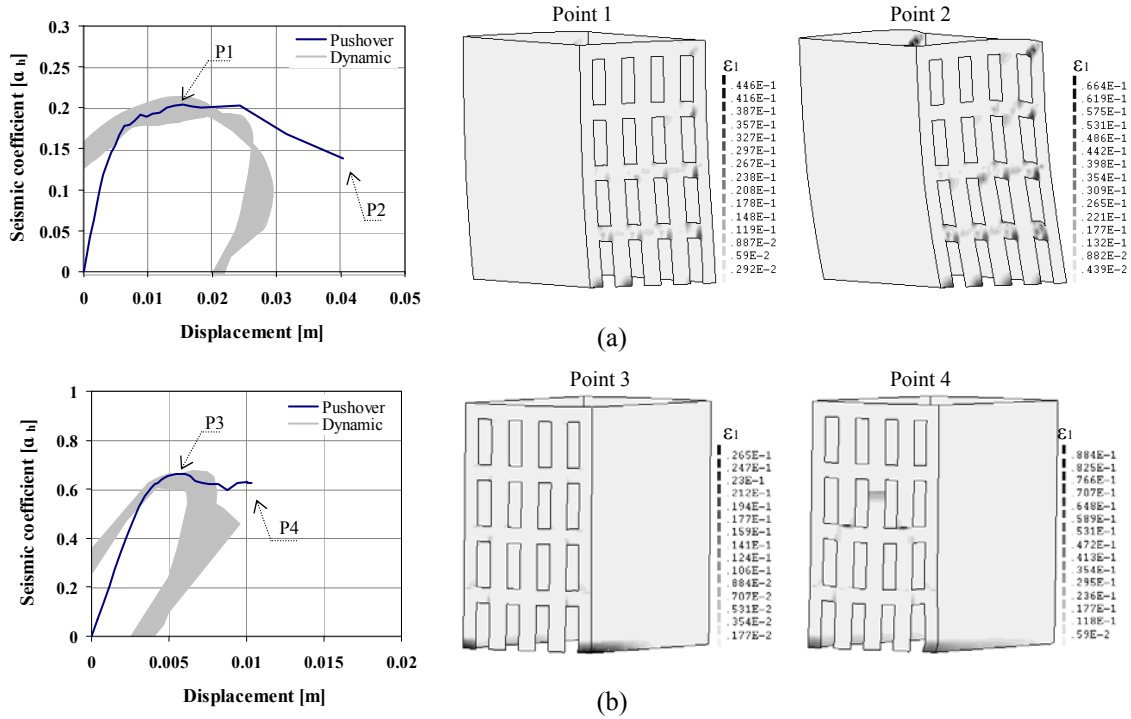 0.3
0.25
0.2
0.15
0.1
0.05
0
Seismic coefficient [α h]
Pushover
Dynamic
P1
P2
0
0.01
0.02
0.03
0.04
0.05
Displacement [m]
Point 1
ε1
.446E-1
.416E-1
.387E-1
.357E-1
.327E-1
.297E-1
.267E-1
.238E-1
.208E-1
.178E-1
.148E-1
.119E-1
.887E-2
.59E-2
.292E-2
Point 2
ε1
.664E-1
.619E-1
.575E-1
.531E-1
.486E-1
.442E-1
.398E-1
.354E-1
.309E-1
.265E-1
.221E-1
.177E-1
.132E-1
.882E-2
.439E-2
(a)
1
0.8
0.6
0.4
0.2
0
Seismic coefficient [α h]
Pushover
Dynamic
P3
P4
0
0.005
0.01
0.015
0.02
Displacement [m]
Point 3
ε1
.265E-1
.247E-1
.23E-1
.212E-1
.194E-1
.177E-1
.159E-1
.141E-1
.124E-1
.106E-1
.884E-2
.707E-2
.531E-2
.354E-2
.177E-2
Point 4
ε1
.884E-1
.825E-1
.766E-1
.707E-1
.648E-1
.589E-1
.531E-1
.472E-1
.413E-1
.354E-1
.295E-1
.236E-1
.177E-1
.118E-1
.59E-2
(b)